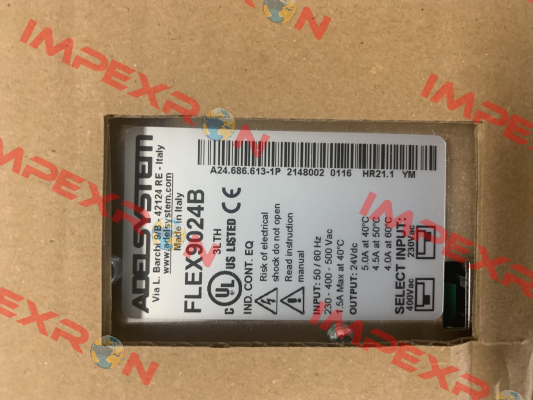 ADELSYSTEM
Via L. Barchi 9/B - 42124 RE - Italy
www.adelsystem.com
Made in Italy
FLEX9024B
3LTH
C UL US LISTED CE
IND. CONT. EQ
Risk of electrical
shock do not open
Read instruction
manual
INPUT: 50 / 60 Hz
230 - 400 - 500 Vac
1.5A Max at 40°C
OUTPUT: 24Vdc
5.0A at 40°C
4.5A at 50°C
4.0A at 60°C
SELECT INPUT:
400Vac 230Vac
A24.686.613-1P 2148002 0116 HR21.1 YM
IMPEXRON
IMPEXRON
IMPEXRON
IMPEXRON
IMPEXRON